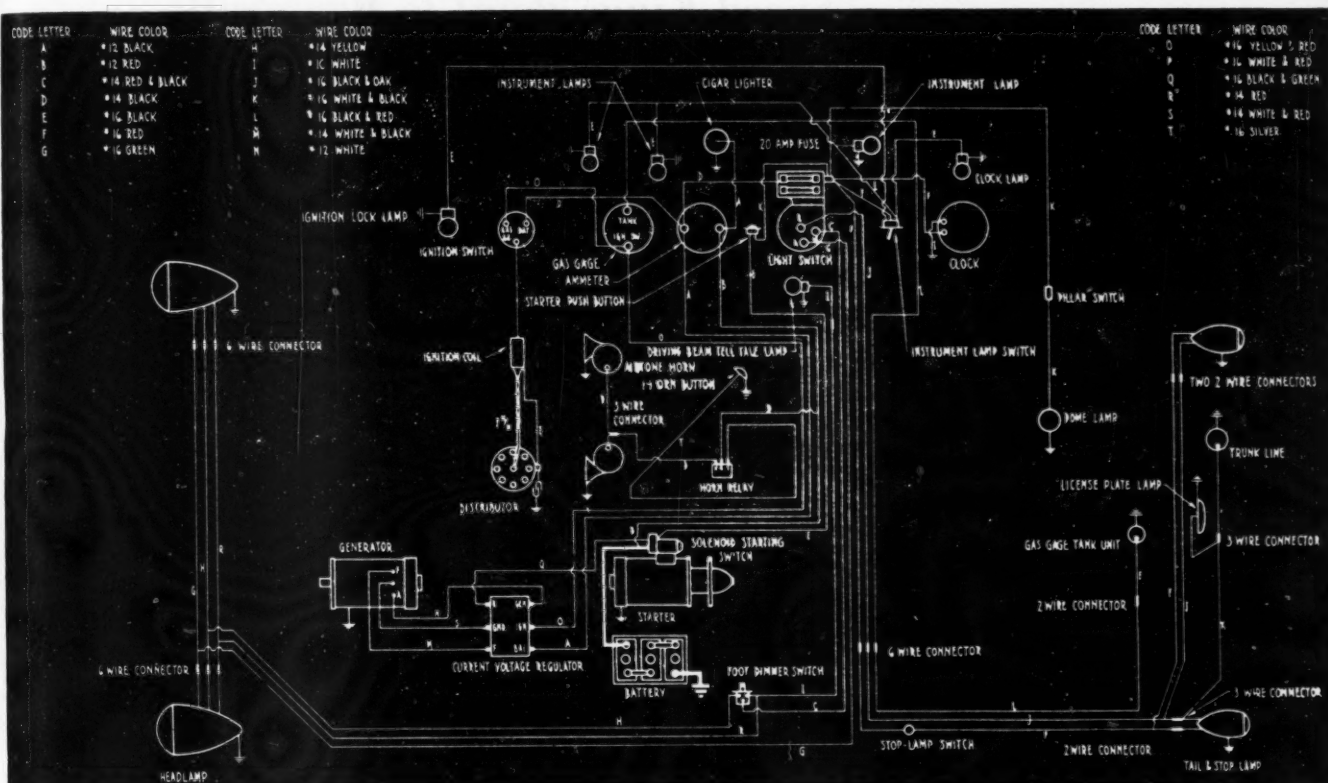 CODE LETTER WIRE COLOR
A #12 BLACK
B #12 RED
C #14 RED & BLACK
D #14 BLACK
E #16 BLACK
F #16 RED
G #16 GREEN
CODE LETTER WIRE COLOR
H #14 YELLOW
I #16 WHITE
J #16 BLACK & OAK
K #16 WHITE & BLACK
L #16 BLACK & RED
M #14 WHITE & BLACK
N #12 WHITE
CODE LETTER WIRE COLOR
O #16 YELLOW & RED
P #16 WHITE & RED
Q #16 BLACK & GREEN
R #14 RED
S #14 WHITE & RED
T #16 SILVER
INSTRUMENT LAMPS
CIGAR LIGHTER
INSTRUMENT LAMP
20 AMP FUSE
CLOCK LAMP
IGNITION LOCK LAMP
IGNITION SWITCH
TANK
IGN SW
GAS GAGE
AMMETER
STARTER PUSH BUTTON
LIGHT SWITCH
CLOCK
PILLAR SWITCH
6 WIRE CONNECTOR
IGNITION COIL
DRIVING BEAM TELL TALE LAMP
INSTRUMENT LAMP SWITCH
HORN BUTTON
3 WIRE
CONNECTOR
TWO 2 WIRE CONNECTORS
DOME LAMP
TRUNK LINE
HORN RELAY
LICENSE PLATE LAMP
DISTRIBUTOR
GENERATOR
SOLENOID STARTING
SWITCH
GAS GAGE TANK UNIT
3 WIRE CONNECTOR
F
A
GEN
GND
IGN
F BAT
STARTER
2 WIRE CONNECTOR
6 WIRE CONNECTOR
CURRENT VOLTAGE REGULATOR
BATTERY
FOOT DIMMER SWITCH
6 WIRE CONNECTOR
3 WIRE CONNECTOR
STOP-LAMP SWITCH
2 WIRE CONNECTOR
TAIL & STOP LAMP
HEADLAMP